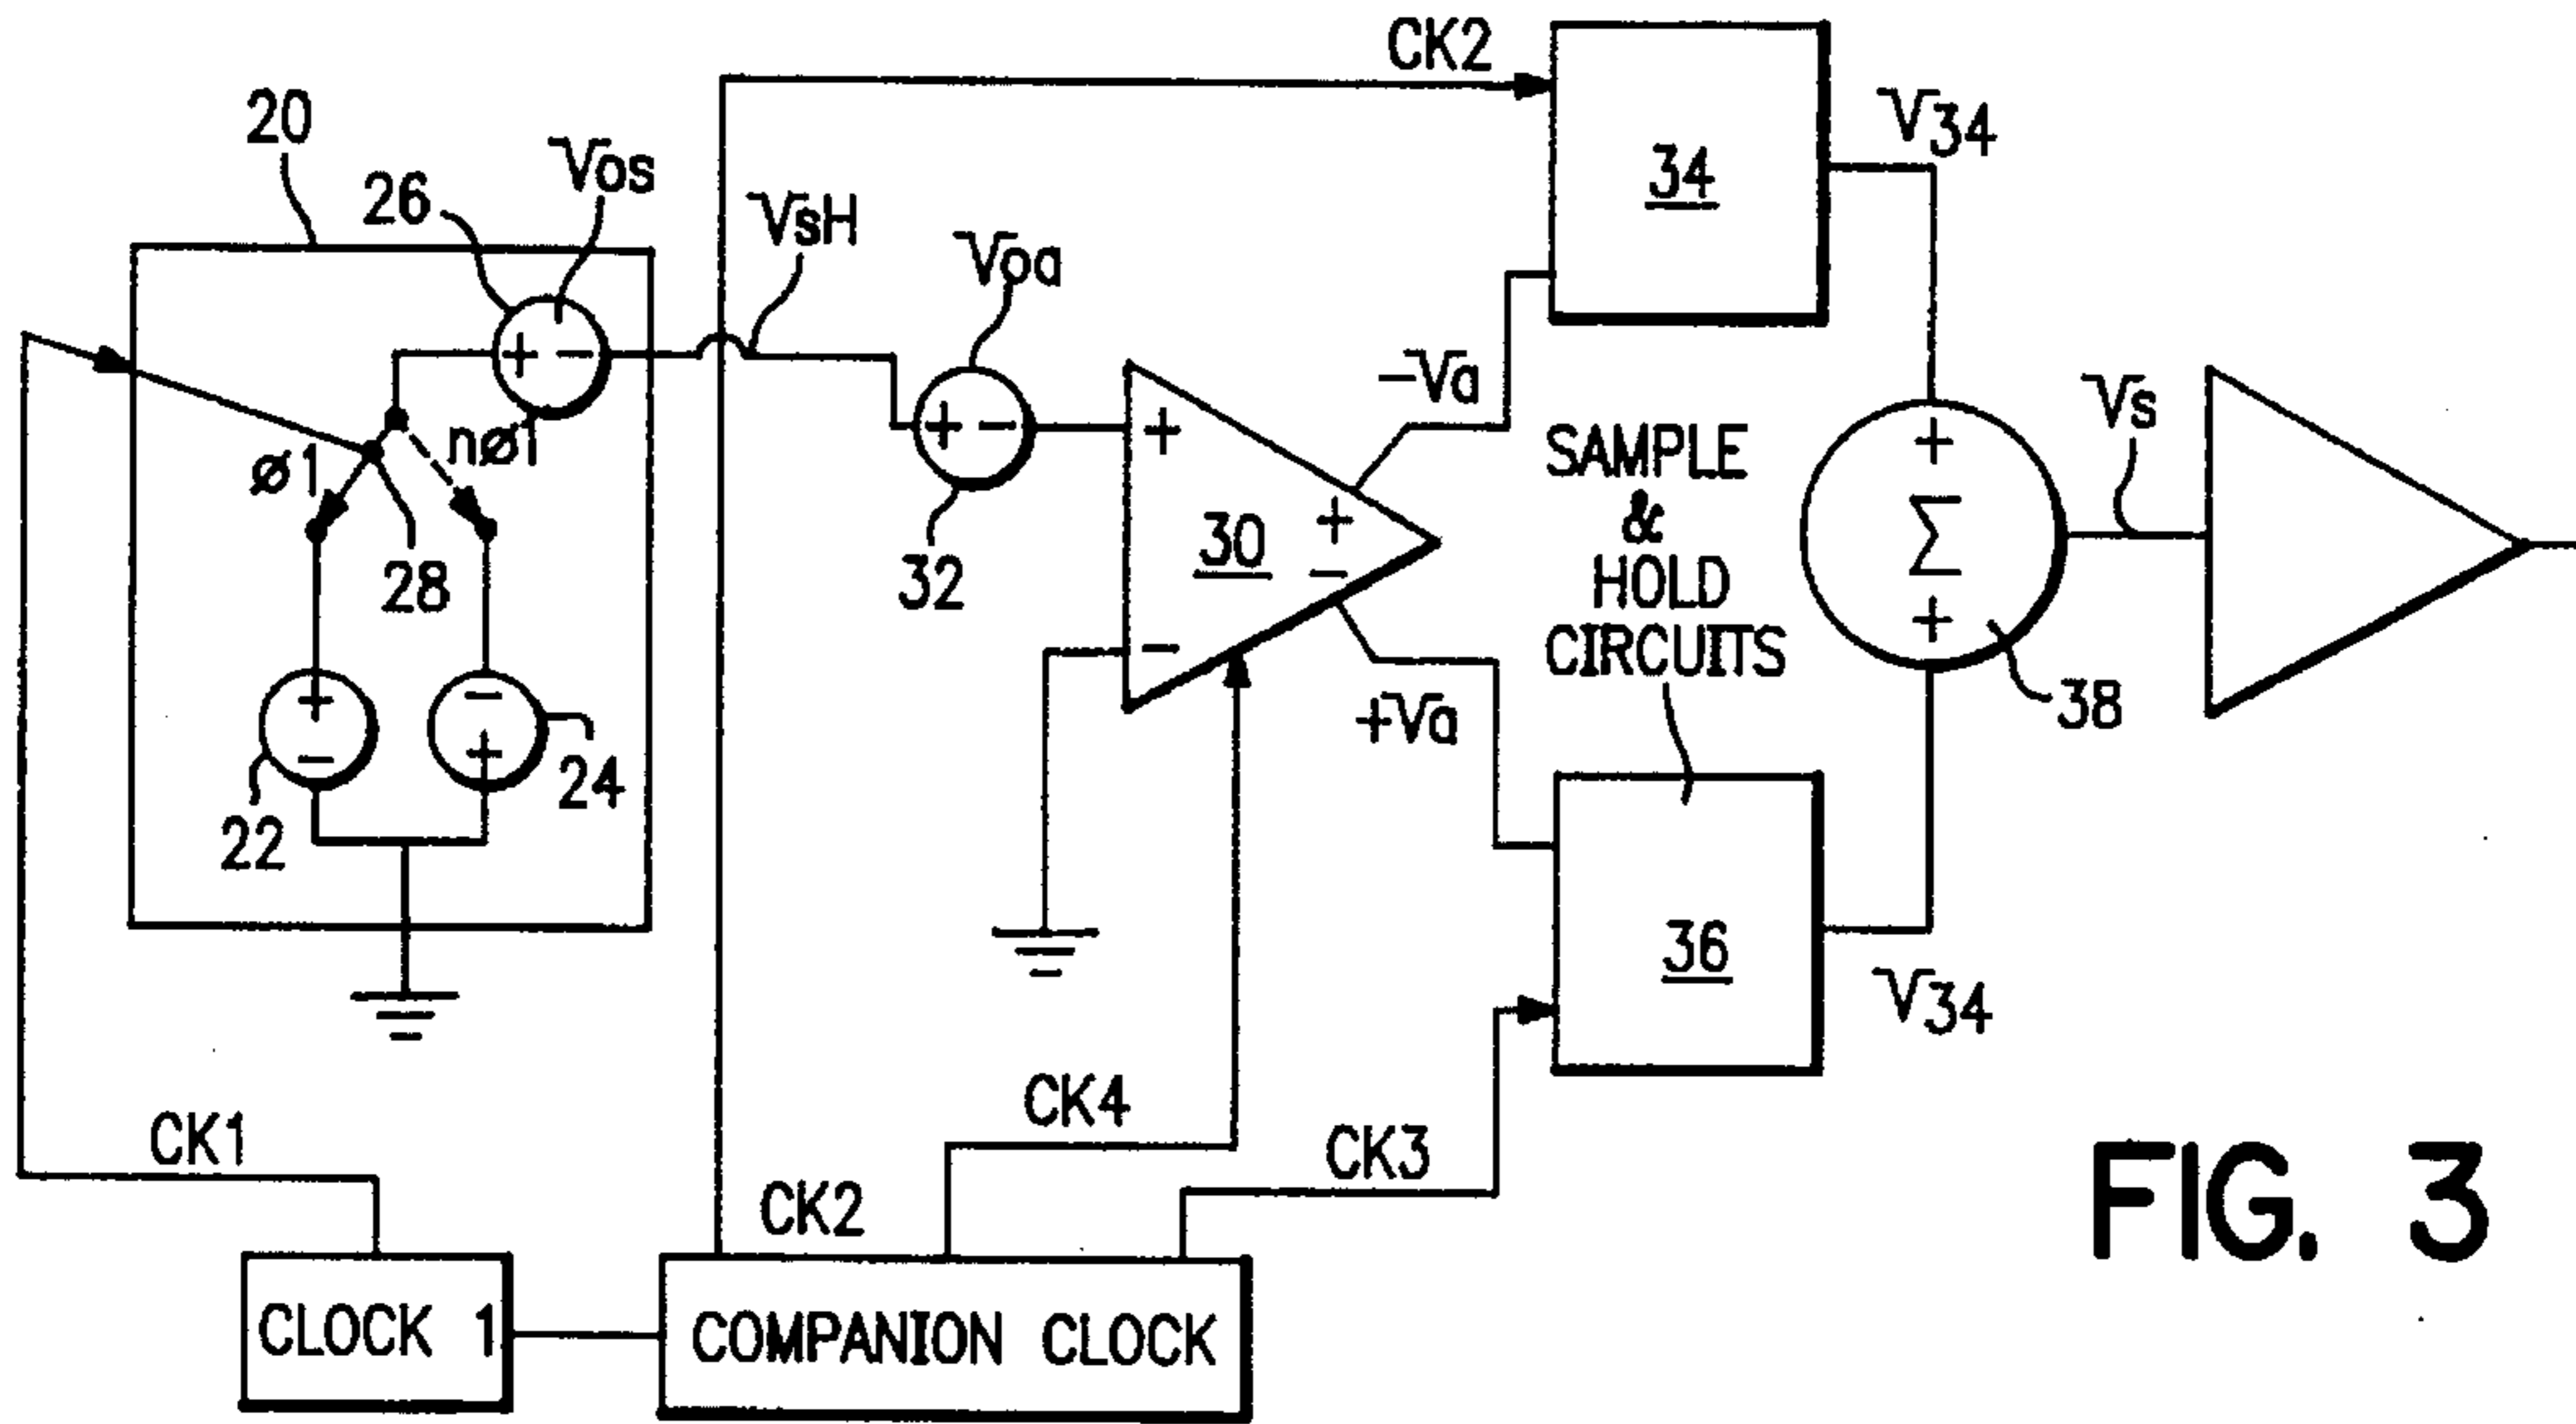 CK2
20
Vos
V34
26
VsH
34
Voa
+ -
-Va
Vs
+ -
ø1
nø1
+
SAMPLE
&
HOLD
CIRCUITS
+
Σ
+
30
+
-
28
32
-
+
-
-
+
38
+Va
22
24
36
V34
CK4
CK1
CK3
CK2
FIG. 3
CLOCK 1
COMPANION CLOCK